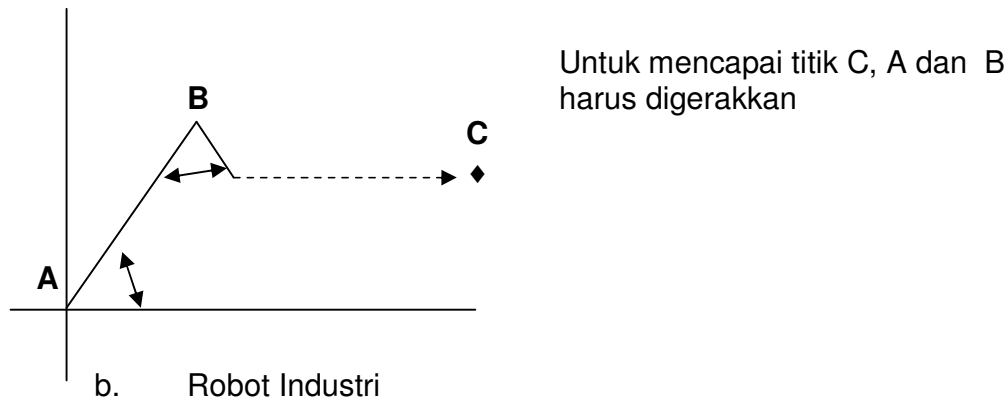 Untuk mencapai titik C, A dan B
harus digerakkan
B
C
A
b. Robot Industri